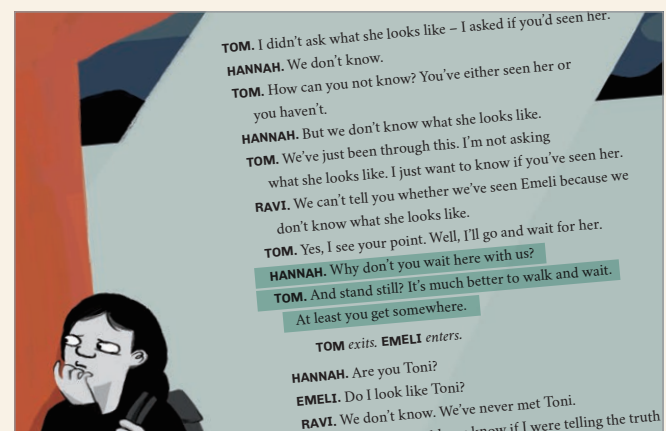 TOM. I didn't ask what she looks like – I asked if you'd seen her.
HANNAH. We don't know.
TOM. How can you not know? You've either seen her or
you haven't.
HANNAH. But we don't know what she looks like.
TOM. We've just been through this. I'm not asking
what she looks like. I just want to know if you've seen her.
RAVI. We can't tell you whether we've seen Emeli because we
don't know what she looks like.
TOM. Yes, I see your point. Well, I'll go and wait for her.
HANNAH. Why don't you wait here with us?
TOM. And stand still? It's much better to walk and wait.
At least you get somewhere.
TOM exits. EMELI enters.
HANNAH. Are you Toni?
EMELI. Do I look like Toni?
RAVI. We don't know. We've never met Toni.
know if I were telling the truth